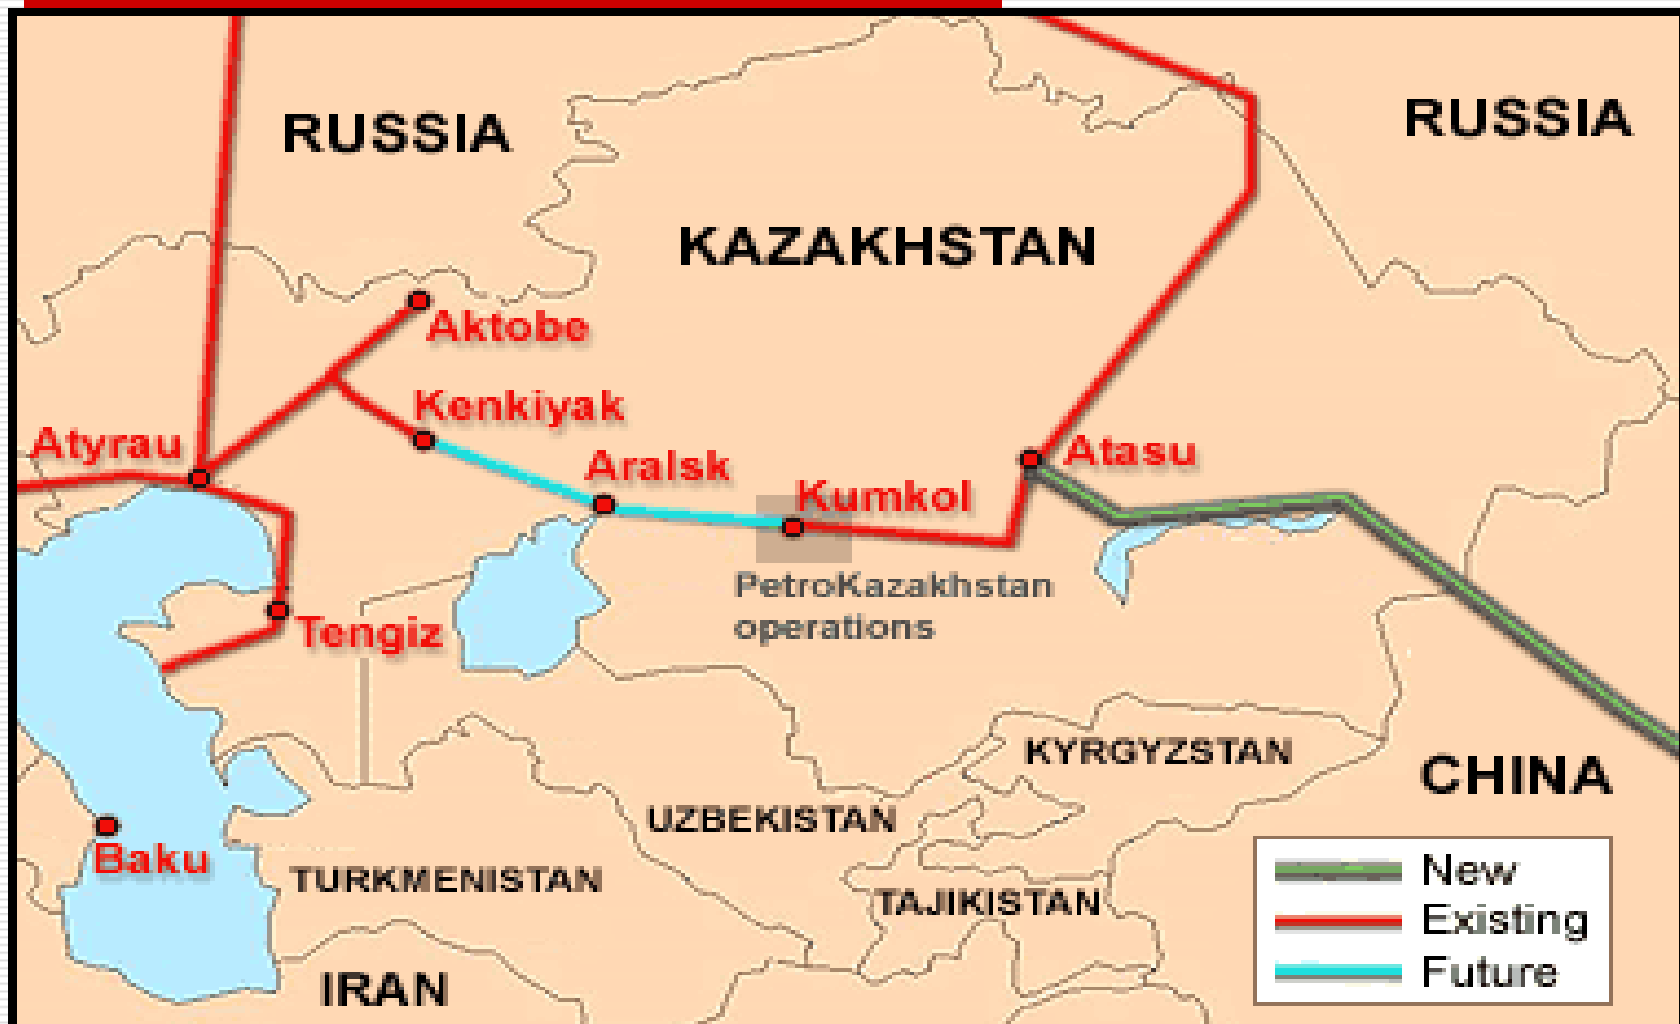 RUSSIA
RUSSIA
KAZAKHSTAN
Aktobe
Kenkiyak
Atyrau
Aralsk
Atasu
Kumkol
PetroKazakhstan
operations
Tengiz
KYRGYZSTAN
CHINA
UZBEKISTAN
Baku
TURKMENISTAN
TAJIKISTAN
IRAN
New
Existing
Future